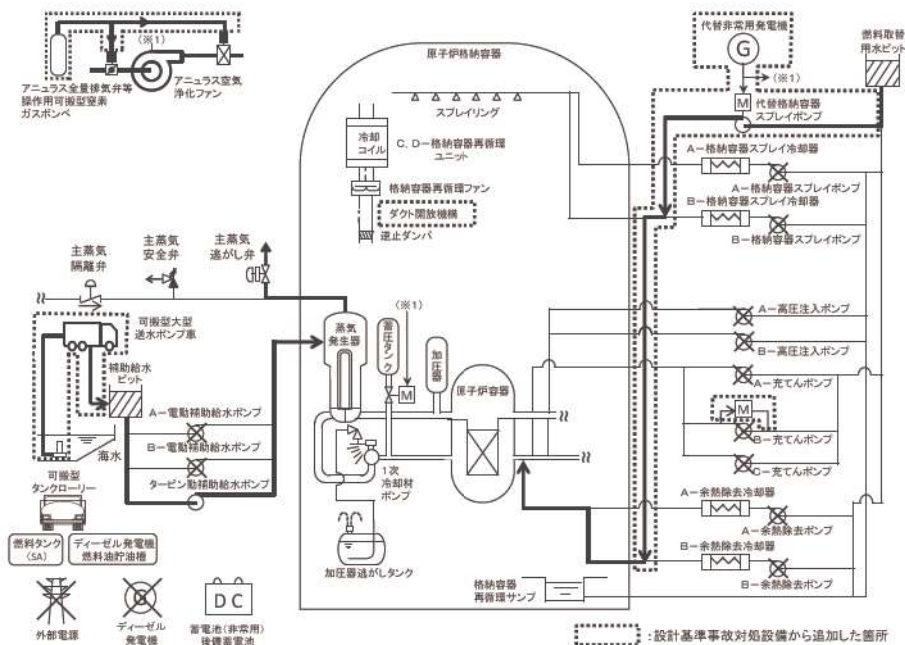 (※1)
アニュラス全量排気弁等
操作用可搬型窒素
ガスボンベ
アニュラス空気
浄化ファン
原子炉格納容器
スプレイリング
冷却
コイル
C, D−格納容器再循環
ユニット
格納容器再循環ファン
ダクト開放機構
逆止ダンパ
代替非常用発電機
G
(※1)
M
代替格納容器
スプレイポンプ
燃料取替
用水ピット
A−格納容器スプレイ冷却器
A−格納容器スプレイポンプ
B−格納容器スプレイ冷却器
B−格納容器スプレイポンプ
主蒸気
隔離弁
主蒸気
安全弁
主蒸気
逃がし弁
可搬型大型
送水ポンプ車
補助給水
ピット
海水
A−電動補助給水ポンプ
B−電動補助給水ポンプ
タービン動補助給水ポンプ
蒸気
発生器
蓄圧タンク
(※1)
M
加圧器
原子炉容器
1次
冷却材
ポンプ
加圧器逃がしタンク
格納容器
再循環サンプ
A−高圧注入ポンプ
B−高圧注入ポンプ
A−充てんポンプ
M
B−充てんポンプ
C−充てんポンプ
A−余熱除去冷却器
A−余熱除去ポンプ
B−余熱除去冷却器
B−余熱除去ポンプ
可搬型
タンクローリー
燃料タンク
(SA)
ディーゼル発電機
燃料油貯油槽
外部電源
ディーゼル
発電機
DC
蓄電池(非常用)
後備蓄電池
:設計基準事故対処設備から追加した箇所